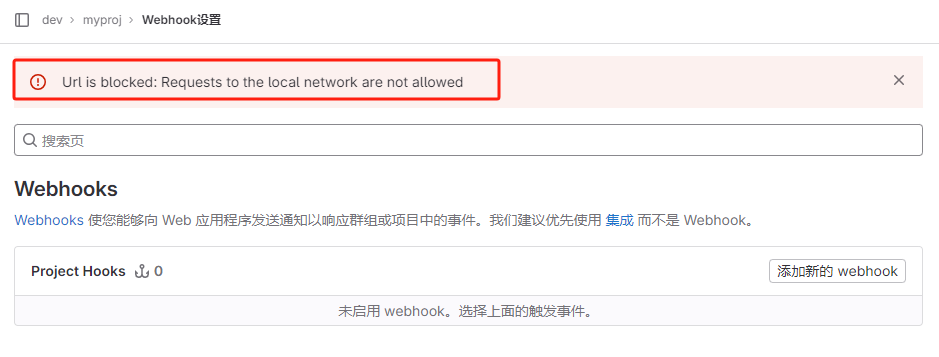 dev > myproj > Webhook设置
Url is blocked: Requests to the local network are not allowed
搜索页
Webhooks
Webhooks 使您能够向 Web 应用程序发送通知以响应群组或项目中的事件。我们建议优先使用 集成 而不是 Webhook。
Project Hooks 0 添加新的 webhook
未启用 webhook。选择上面的触发事件。